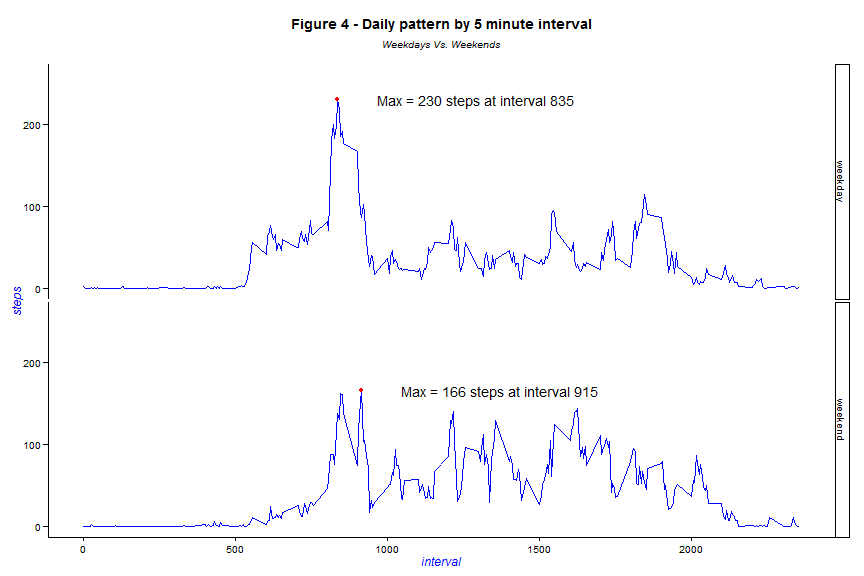 Figure 4 - Daily pattern by 5 minute interval
Weekdays Vs. Weekends
Max = 230 steps at interval 835
200
100
0
weekday
steps
Max = 166 steps at interval 915
200
100
0
weekend
0 500 1000 1500 2000
interval